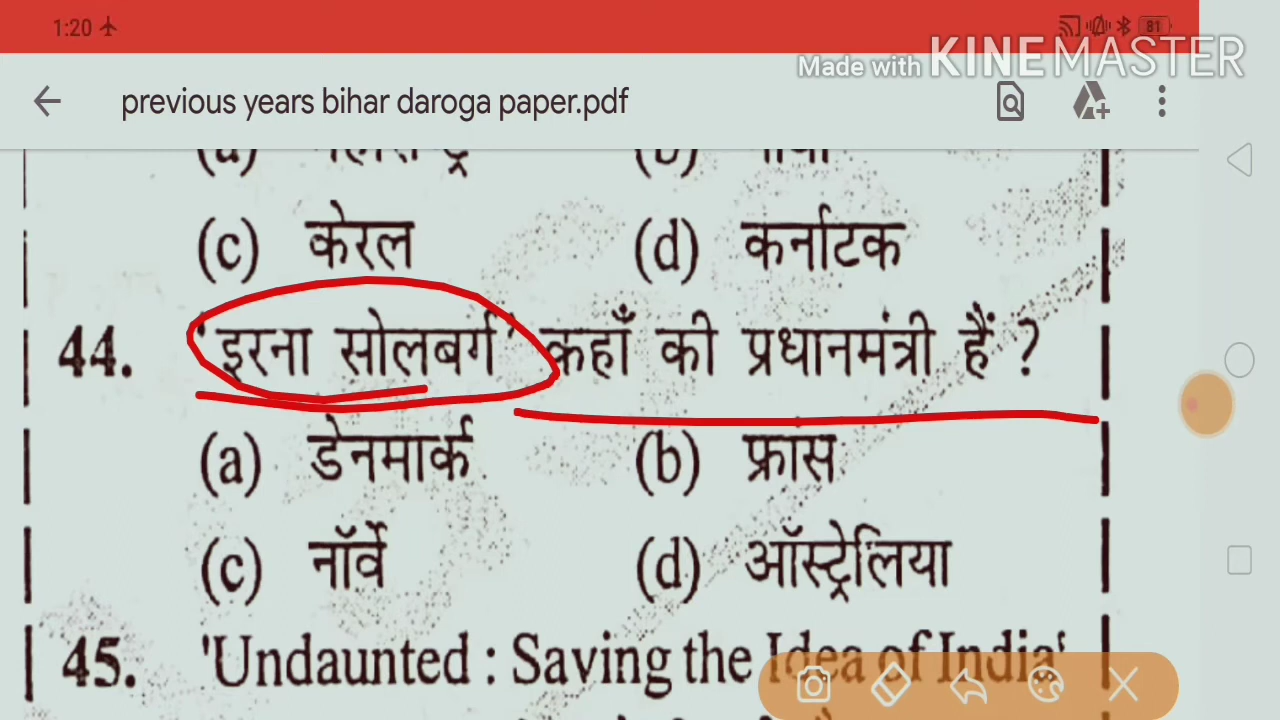 1:20
81
Made with KINEMASTER
previous years bihar daroga paper.pdf
(c) केरल (d) कर्नाटक
44. 'इरना सोलबर्ग' कहाँ की प्रधानमंत्री हैं ?
(a) डेनमार्क (b) फ्रांस
(c) नॉर्वे (d) ऑस्ट्रेलिया
45. 'Undaunted : Saving the Idea of India'